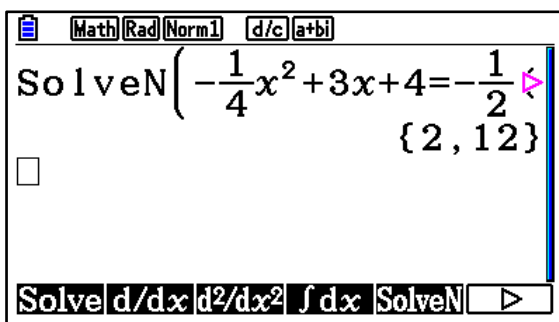 Math Rad Norm1 d/c a+bi
SolveN(-1/4x²+3x+4=-1/2
{2,12}
Solve d/dx d²/dx² ∫dx SolveN ▷